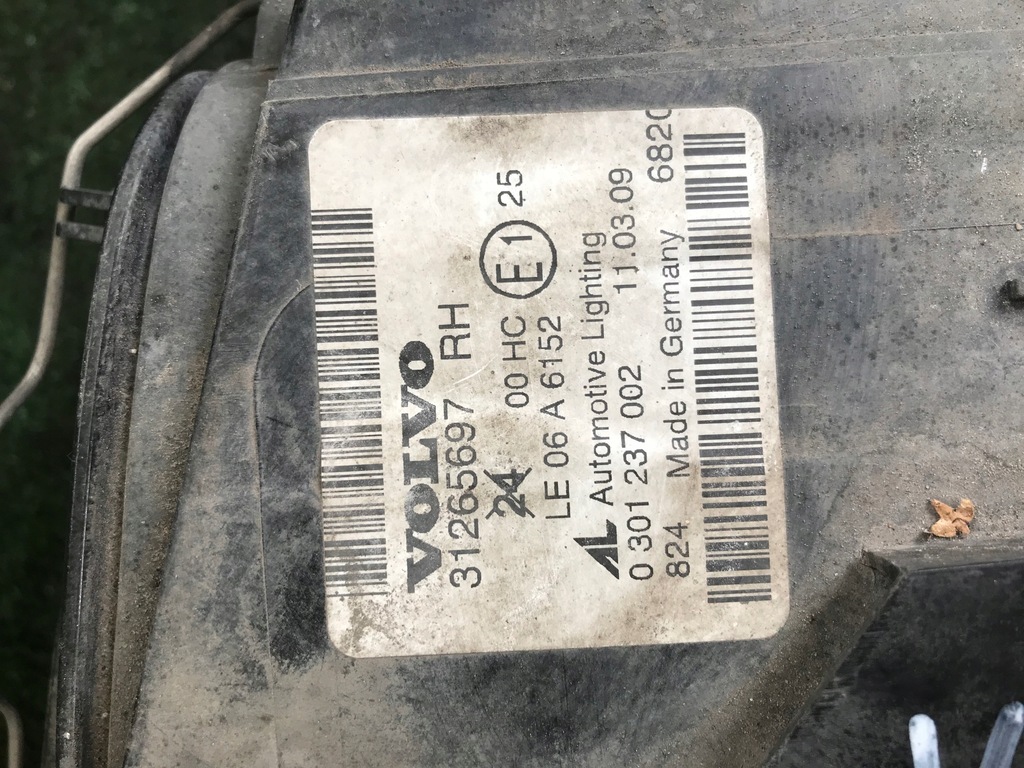 VOLVO
31265697 RH
24 00 HC E1 25
LE 06 A 6152
AL Automotive Lighting
0 301 237 002 11.03.09
824 Made in Germany 6820